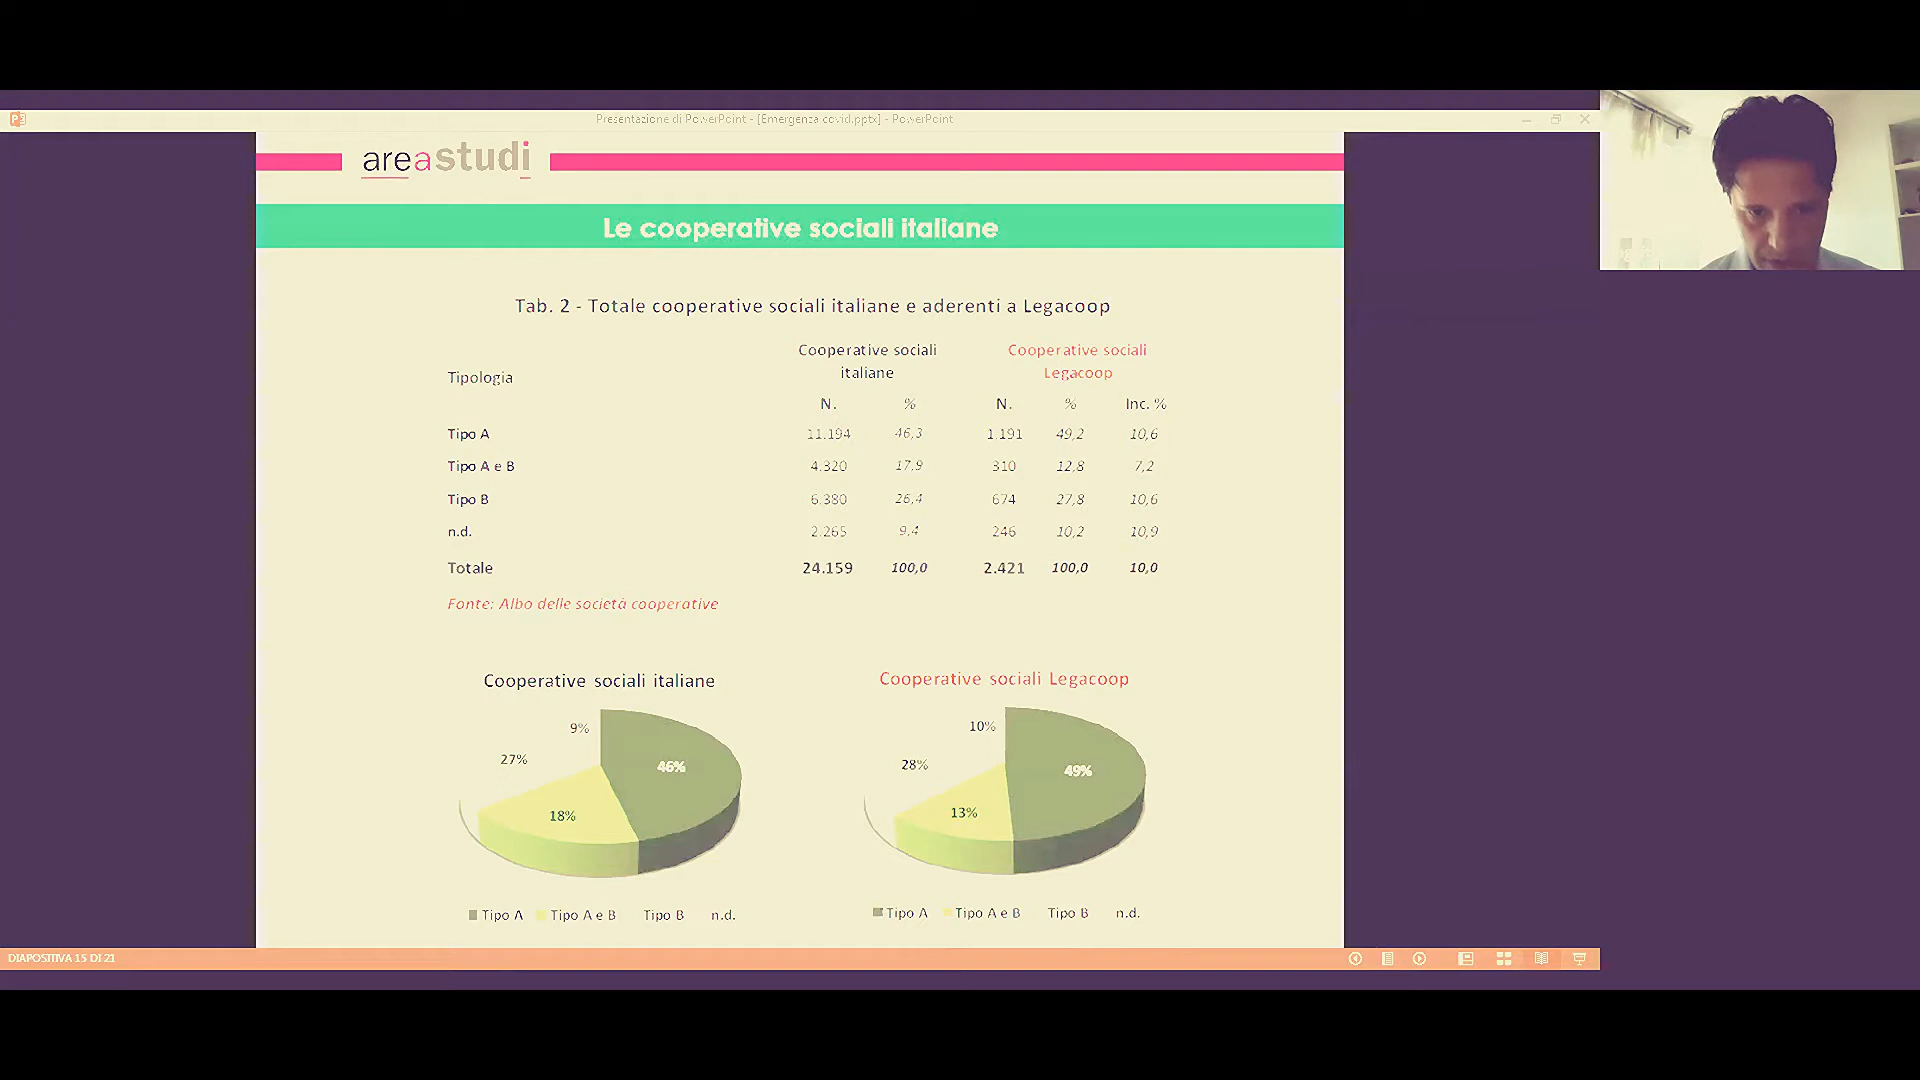 Presentazione di PowerPoint - [Emergenza covid.pptx] - PowerPoint
areastudi
Le cooperative sociali italiane
Tab. 2 - Totale cooperative sociali italiane e aderenti a Legacoop
Tipologia
Cooperative sociali italiane
Cooperative sociali Legacoop
N. % N. % Inc. %
Tipo A 11.194 46,3 1.191 49,2 10,6
Tipo A e B 4.320 17,9 310 12,8 7,2
Tipo B 6.380 26,4 674 27,8 10,6
n.d. 2.265 9,4 246 10,2 10,9
Totale 24.159 100,0 2.421 100,0 10,0
Fonte: Albo delle società cooperative
Cooperative sociali italiane
9%
27%
46%
18%
Tipo A Tipo A e B Tipo B n.d.
Cooperative sociali Legacoop
10%
28%
49%
13%
Tipo A Tipo A e B Tipo B n.d.
DIAPOSITIVA 15 DI 21